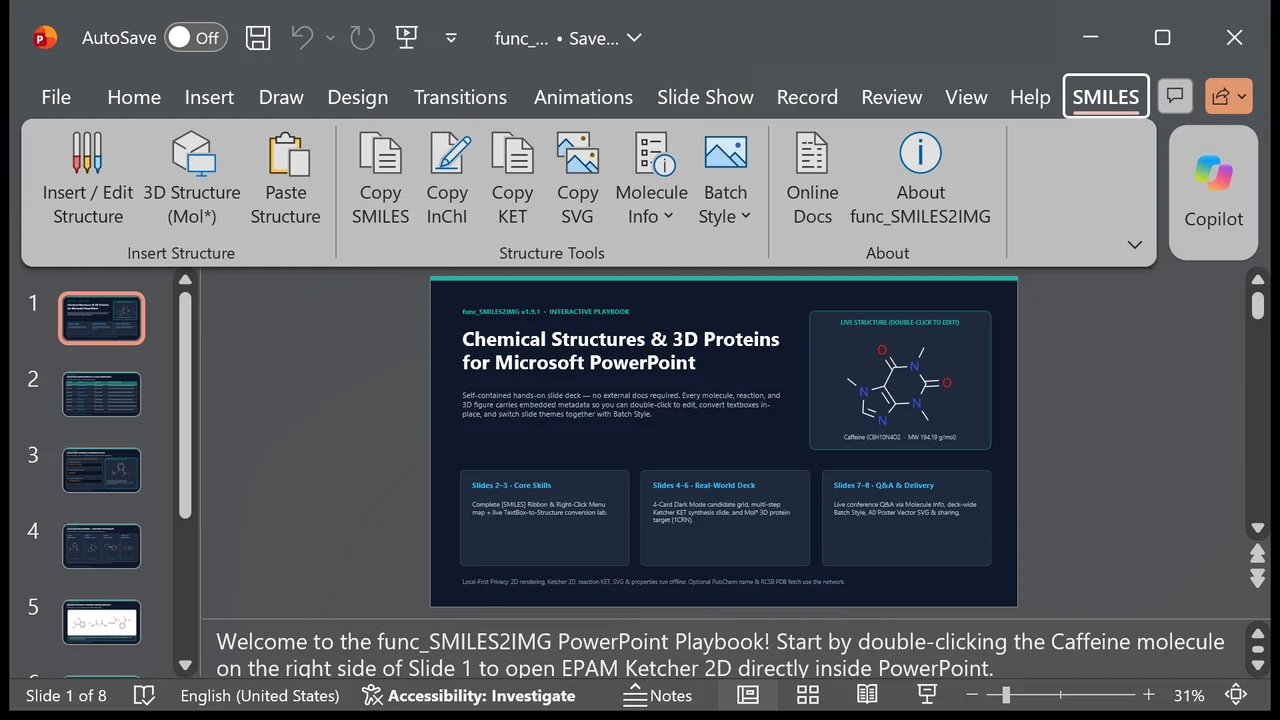 AutoSave Off func_... • Save...
File Home Insert Draw Design Transitions Animations Slide Show Record Review View Help SMILES
Insert / Edit Structure
3D Structure (Mol*)
Paste Structure
Insert Structure
Copy SMILES
Copy InChI
Copy KET
Copy SVG
Molecule Info
Batch Style
Structure Tools
Online Docs
About func_SMILES2IMG
About
Copilot
1
2
3
4
5
func_SMILES2IMG v1.9.1 · INTERACTIVE PLAYBOOK
Chemical Structures & 3D Proteins
for Microsoft PowerPoint
Self-contained hands-on slide deck — no external docs required. Every molecule, reaction, and
3D figure carries embedded metadata so you can double-click to edit, convert textboxes in-
place, and switch slide themes together with Batch Style.
LIVE STRUCTURE (DOUBLE-CLICK TO EDIT!)
O
N
O
N
N
N
Caffeine (C8H10N4O2 · MW 194.19 g/mol)
Slides 2–3 · Core Skills
Complete [SMILES] Ribbon & Right-Click Menu
map + live TextBox-to-Structure conversion lab.
Slides 4–6 · Real-World Deck
4-Card Dark Mode candidate grid, multi-step
Ketcher KET synthesis slide, and Mol* 3D protein
target (1CRN).
Slides 7–8 · Q&A & Delivery
Live conference Q&A via Molecule Info, deck-wide
Batch Style, A0 Poster Vector SVG & sharing.
Local-First Privacy: 2D rendering, Ketcher 2D, reaction KET, SVG & properties run offline. Optional PubChem name & RCSB PDB fetch use the network.
Welcome to the func_SMILES2IMG PowerPoint Playbook! Start by double-clicking the Caffeine molecule
on the right side of Slide 1 to open EPAM Ketcher 2D directly inside PowerPoint.
Slide 1 of 8 English (United States) Accessibility: Investigate Notes 31%